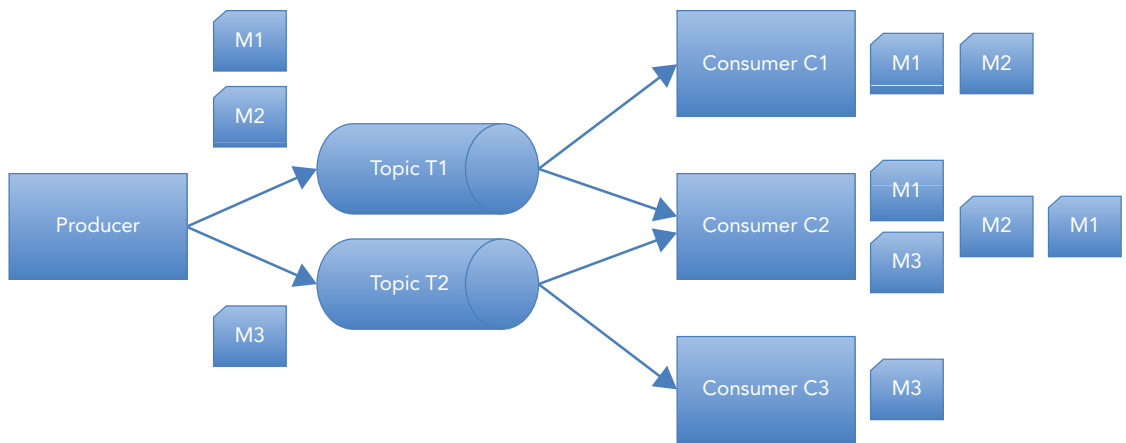 M1
M2
Producer
Topic T1
Topic T2
M3
Consumer C1
M1 M2
Consumer C2
M1
M3
M2 M1
Consumer C3
M3